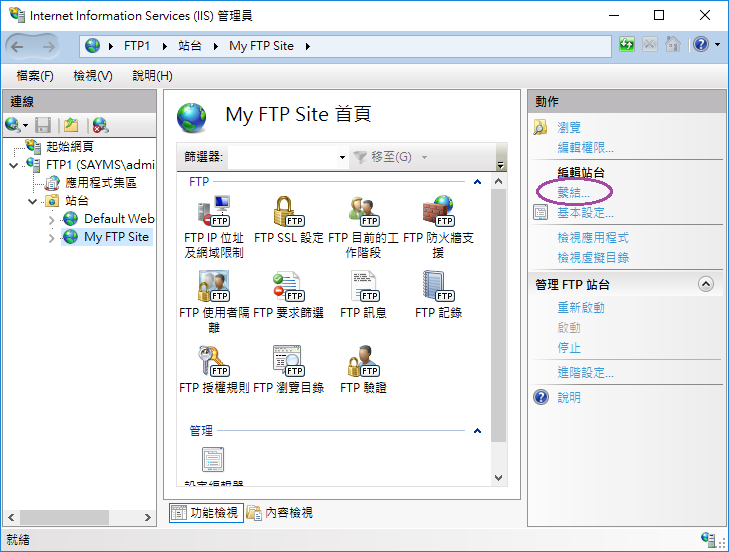 Internet Information Services (IIS) 管理員
FTP1 站台 My FTP Site
檔案(F) 檢視(V) 說明(H)
連線
起始網頁
FTP1 (SAYMS\admi
應用程式集區
站台
Default Web
My FTP Site
My FTP Site 首頁
篩選器: 移至(G)
FTP
FTP IP 位址及網域限制
FTP SSL 設定
FTP 目前的工作階段
FTP 防火牆支援
FTP 使用者隔離
FTP 要求篩選
FTP 訊息
FTP 記錄
FTP 授權規則
FTP 瀏覽目錄
FTP 驗證
管理
設定編輯器
功能檢視 內容檢視
動作
瀏覽
編輯權限...
編輯站台
繫結...
基本設定...
檢視應用程式
檢視虛擬目錄
管理 FTP 站台
重新啟動
啟動
停止
進階設定...
說明
就緒